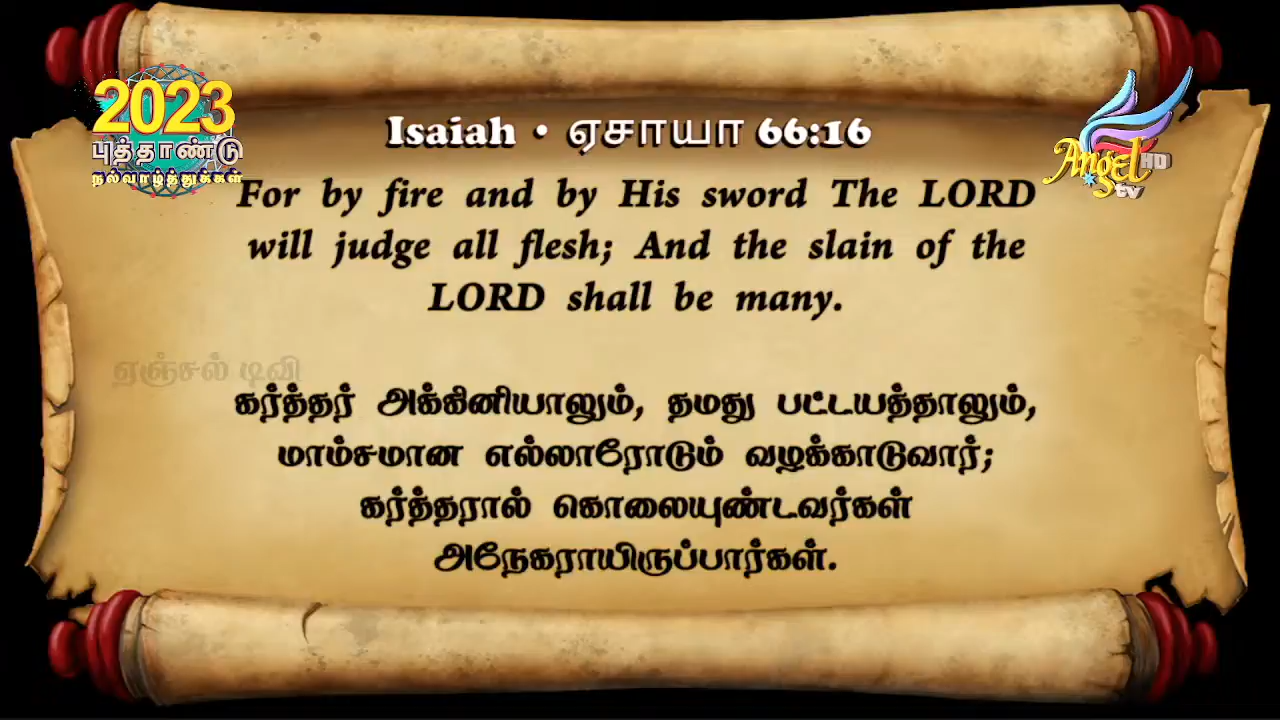 2023
புத்தாண்டு
நல்வாழ்த்துக்கள்
Angel HD
tv
Isaiah • ஏசாயா 66:16
For by fire and by His sword The LORD
will judge all flesh; And the slain of the
LORD shall be many.
ஏஞ்சல் டிவி
கர்த்தர் அக்கினியாலும், தமது பட்டயத்தாலும்,
மாம்சமான எல்லாரோடும் வழக்காடுவார்;
கர்த்தரால் கொலையுண்டவர்கள்
அநேகராயிருப்பார்கள்.